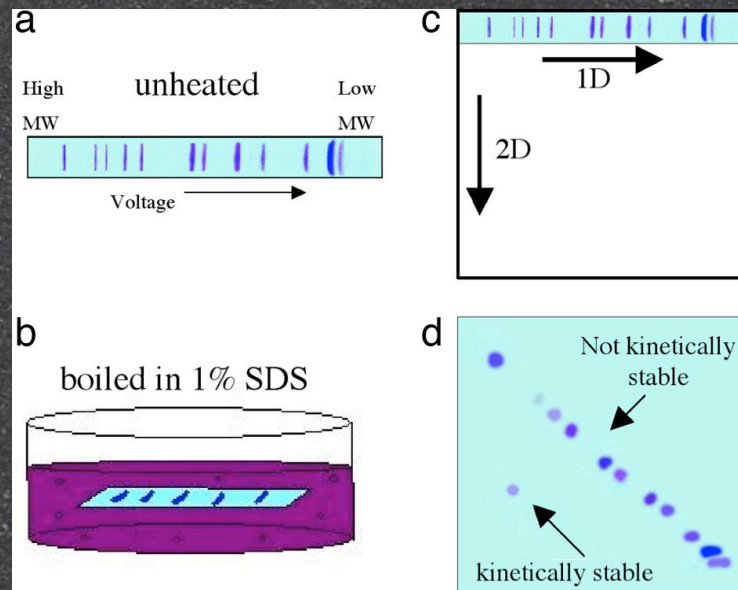 a
unheated
High
MW
Low
MW
Voltage
b
boiled in 1% SDS
c
1D
2D
d
Not kinetically
stable
kinetically stable